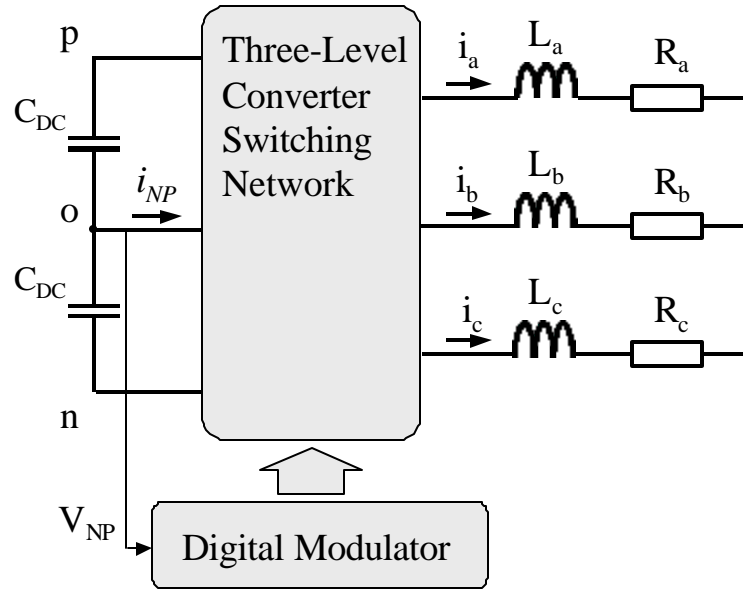 p
C_DC
o
C_DC
n
i_NP
V_NP
Three-Level
Converter
Switching
Network
i_a
L_a
R_a
i_b
L_b
R_b
i_c
L_c
R_c
Digital Modulator